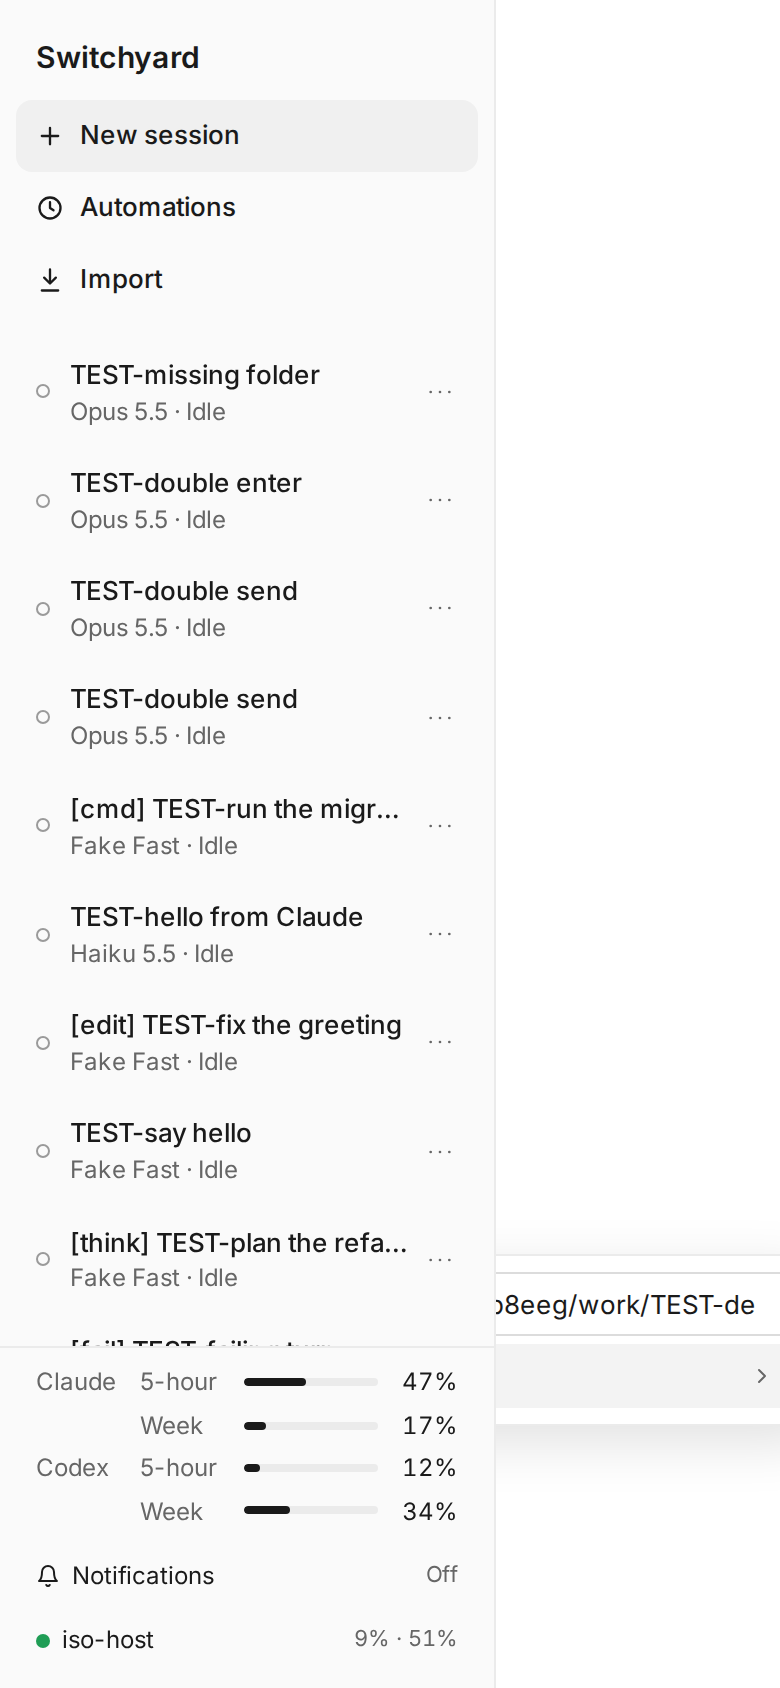 Switchyard
New session
Automations
Import
TEST-missing folder
Opus 5.5 · Idle
TEST-double enter
Opus 5.5 · Idle
TEST-double send
Opus 5.5 · Idle
TEST-double send
Opus 5.5 · Idle
[cmd] TEST-run the migr...
Fake Fast · Idle
TEST-hello from Claude
Haiku 5.5 · Idle
[edit] TEST-fix the greeting
Fake Fast · Idle
TEST-say hello
Fake Fast · Idle
[think] TEST-plan the refa...
Fake Fast · Idle
8eeg/work/TEST-de
Claude 5-hour 47%
Week 17%
Codex 5-hour 12%
Week 34%
Notifications Off
iso-host 9% · 51%